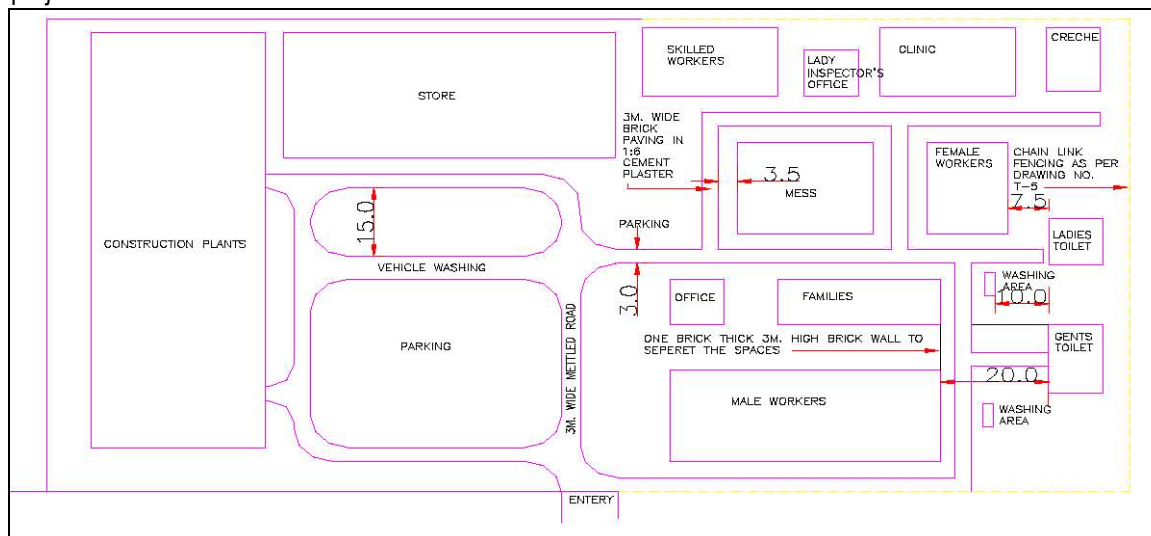 SKILLED
WORKERS
LADY
INSPECTOR'S
OFFICE
CLINIC
CRECHE
STORE
3M. WIDE
BRICK
PAVING IN
1:6
CEMENT
PLASTER
3.5
MESS
FEMALE
WORKERS
CHAIN LINK
FENCING AS PER
DRAWING NO.
T-5
7.5
15.0
PARKING
LADIES
TOILET
CONSTRUCTION PLANTS
VEHICLE WASHING
3.0
OFFICE
FAMILIES
WASHING
AREA
10.0
PARKING
3M. WIDE METTLED ROAD
ONE BRICK THICK 3M. HIGH BRICK WALL TO
SEPERET THE SPACES
GENTS
TOILET
20.0
MALE WORKERS
WASHING
AREA
ENTERY